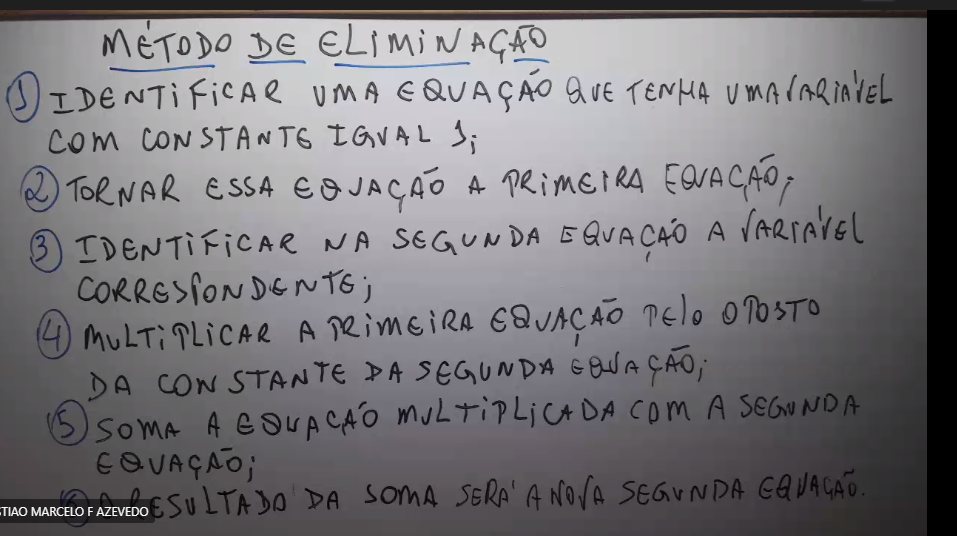 MÉTODO DE ELIMINAÇÃO
1 IDENTIFICAR UMA EQUAÇÃO QUE TENHA UMA VARIÁVEL
COM CONSTANTE IGUAL 1;
2 TORNAR ESSA EQUAÇÃO A PRIMEIRA EQUAÇÃO;
3 IDENTIFICAR NA SEGUNDA EQUAÇÃO A VARIÁVEL
CORRESPONDENTE;
4 MULTIPLICAR A PRIMEIRA EQUAÇÃO PELO OPOSTO
DA CONSTANTE DA SEGUNDA EQUAÇÃO;
5 SOMA A EQUAÇÃO MULTIPLICADA COM A SEGUNDA
EQUAÇÃO;
6 O RESULTADO DA SOMA SERÁ A NOVA SEGUNDA EQUAÇÃO.
STIAO MARCELO F AZEVEDO